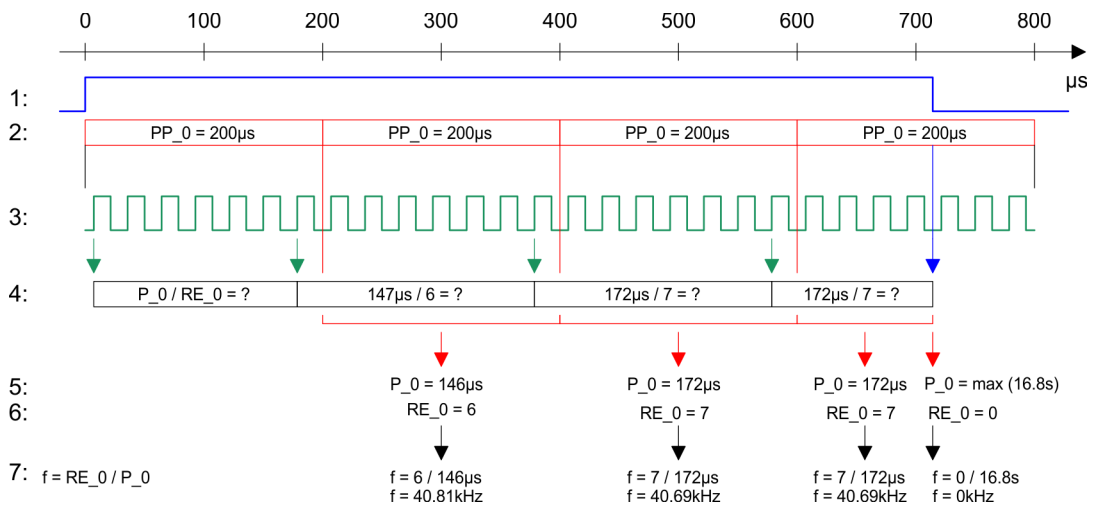 0 100 200 300 400 500 600 700 800
µs
1:
2: PP_0 = 200µs PP_0 = 200µs PP_0 = 200µs PP_0 = 200µs
3:
4: P_0 / RE_0 = ? 147µs / 6 = ? 172µs / 7 = ? 172µs / 7 = ?
5: P_0 = 146µs P_0 = 172µs P_0 = 172µs P_0 = max (16.8s)
6: RE_0 = 6 RE_0 = 7 RE_0 = 7 RE_0 = 0
7: f = RE_0 / P_0 f = 6 / 146µs f = 7 / 172µs f = 7 / 172µs f = 0 / 16.8s
f = 40.81kHz f = 40.69kHz f = 40.69kHz f = 0kHz